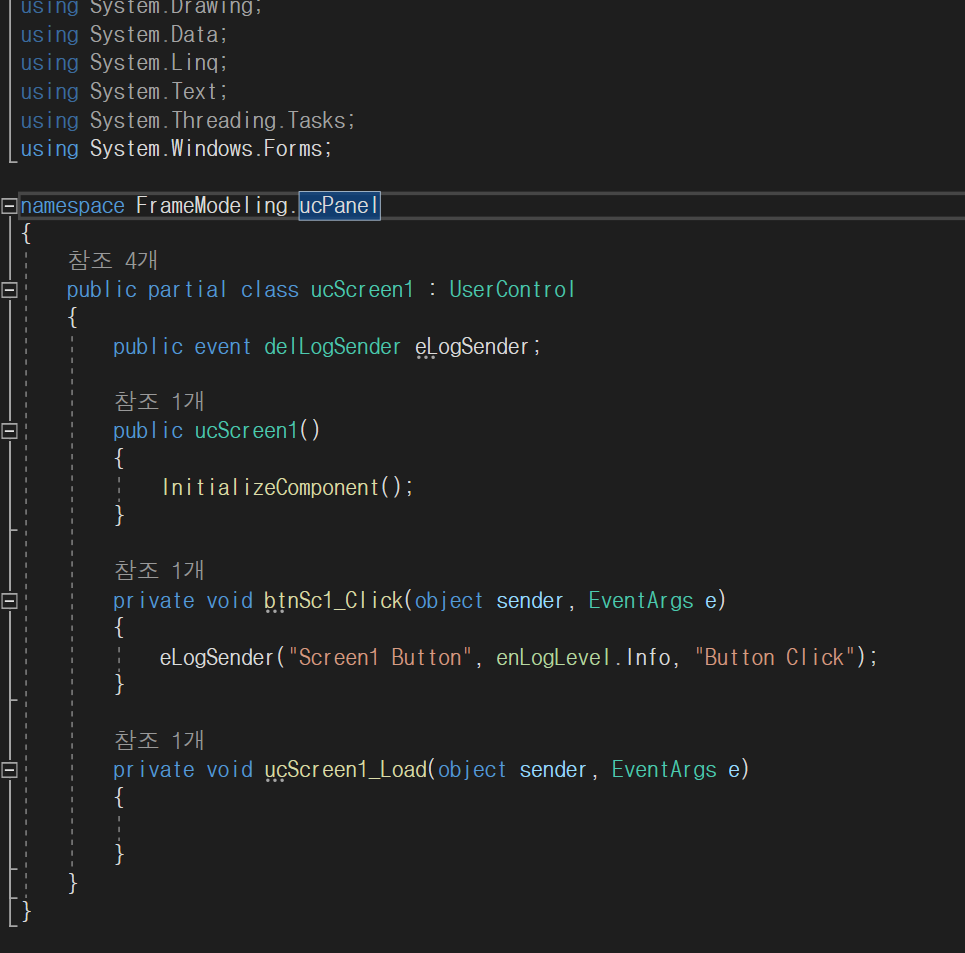 using System.Drawing;
using System.Data;
using System.Linq;
using System.Text;
using System.Threading.Tasks;
using System.Windows.Forms;
namespace FrameModeling.ucPanel
{
참조 4개
public partial class ucScreen1 : UserControl
{
public event delLogSender eLogSender;
참조 1개
public ucScreen1()
{
InitializeComponent();
}
참조 1개
private void btnSc1_Click(object sender, EventArgs e)
{
eLogSender("Screen1 Button", enLogLevel.Info, "Button Click");
}
참조 1개
private void ucScreen1_Load(object sender, EventArgs e)
{
}
}
}